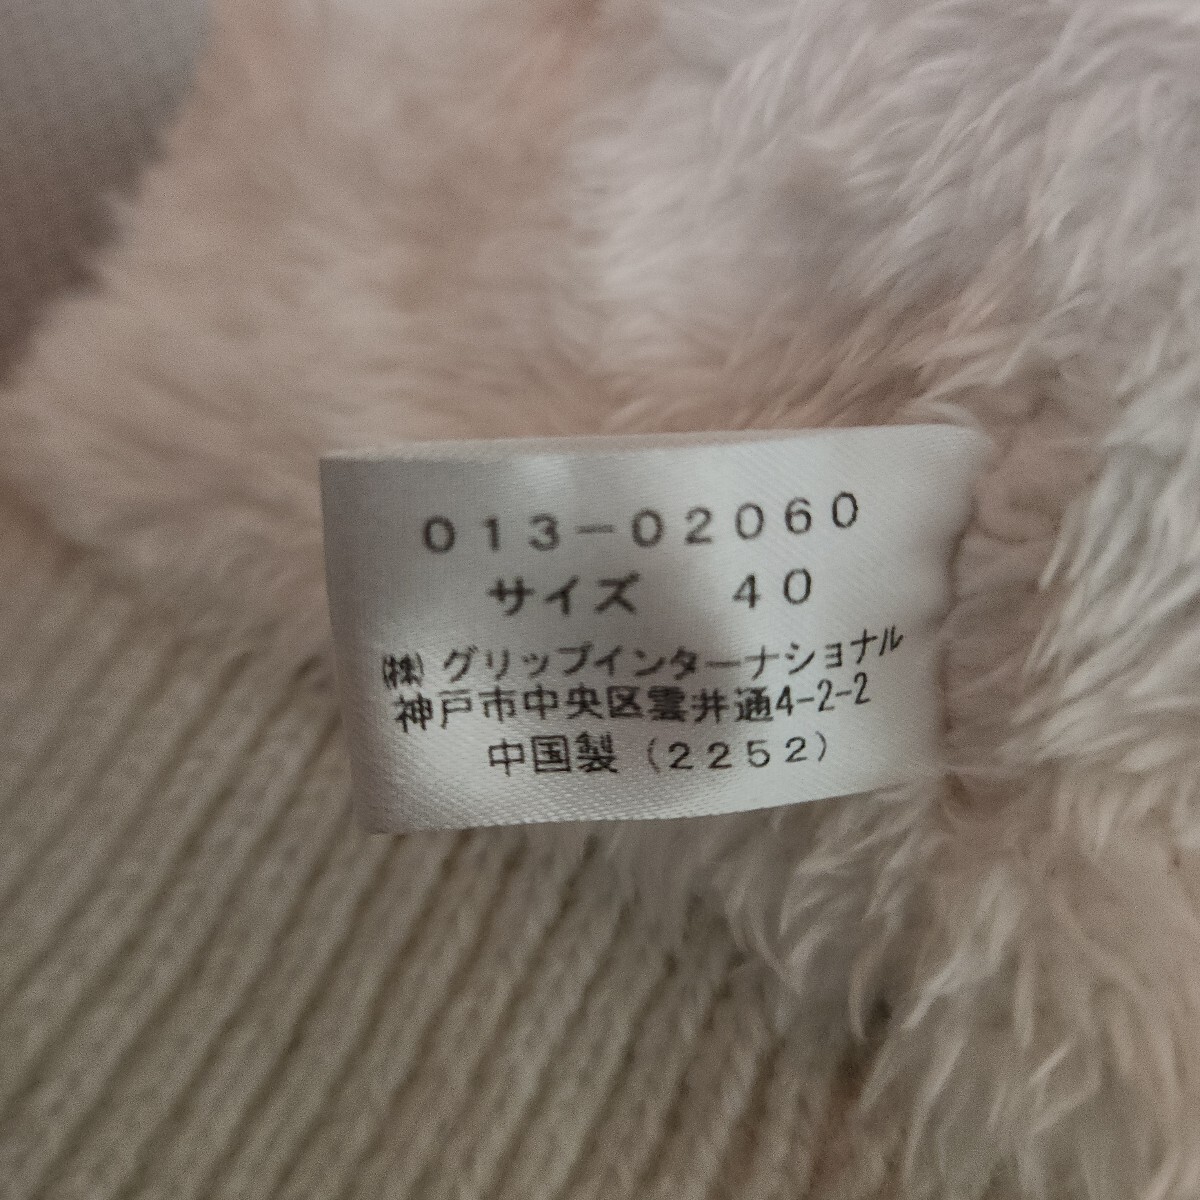 013-02060
サイズ 40
(株)グリップインターナショナル
神戸市中央区雲井通4-2-2
中国製(2252)